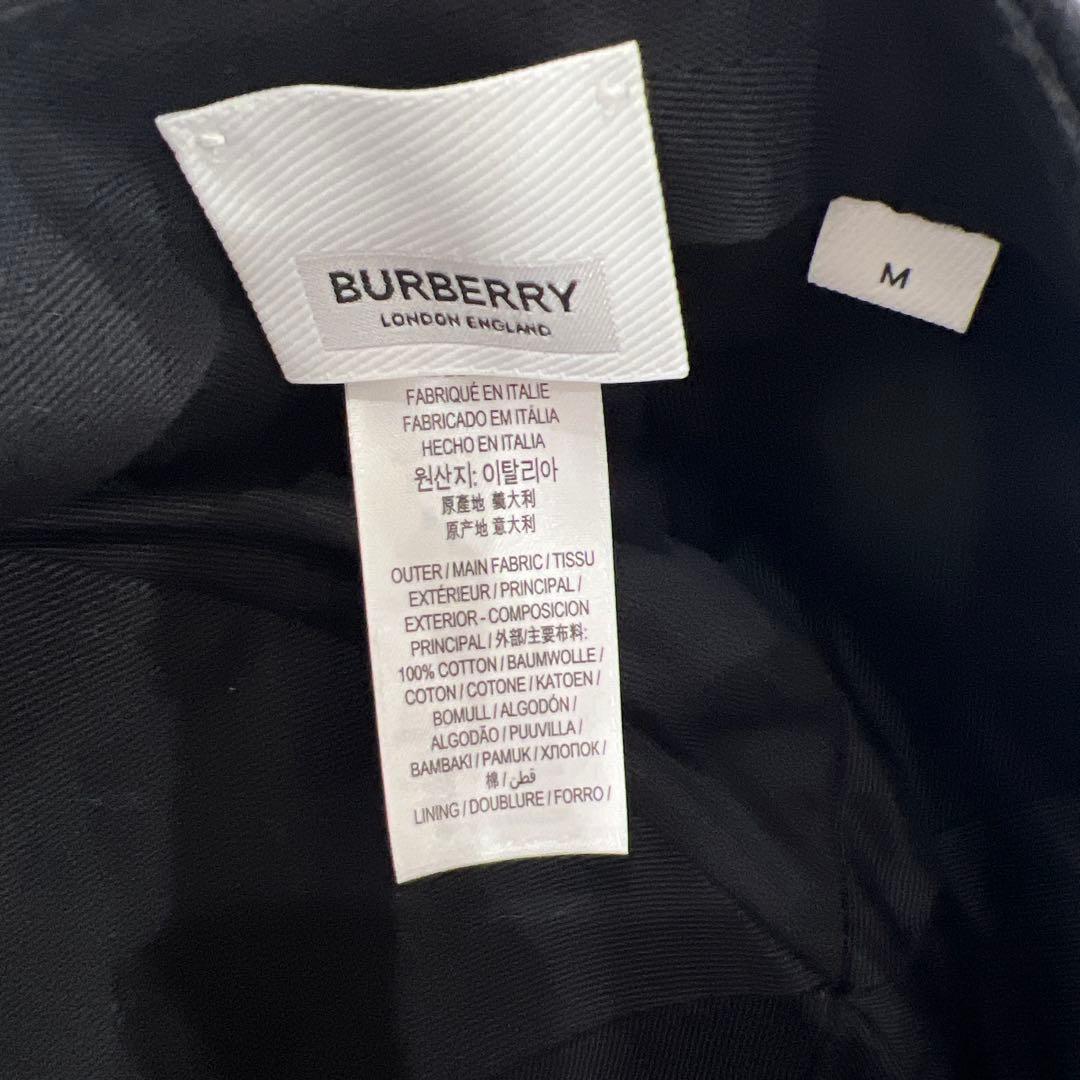 BURBERRY
LONDON ENGLAND
M
FABRIQUÉ EN ITALIE
FABRICADO EM ITÁLIA
HECHO EN ITALIA
원산지: 이탈리아
原產地 義大利
原产地 意大利
OUTER / MAIN FABRIC / TISSU
EXTÉRIEUR / PRINCIPAL /
EXTERIOR - COMPOSICION
PRINCIPAL / 外部/主要布料:
100% COTTON / BAUMWOLLE /
COTON / COTONE / KATOEN /
BOMULL / ALGODÓN /
ALGODÃO / PUUVILLA /
BAMBAKI / PAMUK / ХЛОПОК /
棉 / قطن
LINING / DOUBLURE / FORRO /